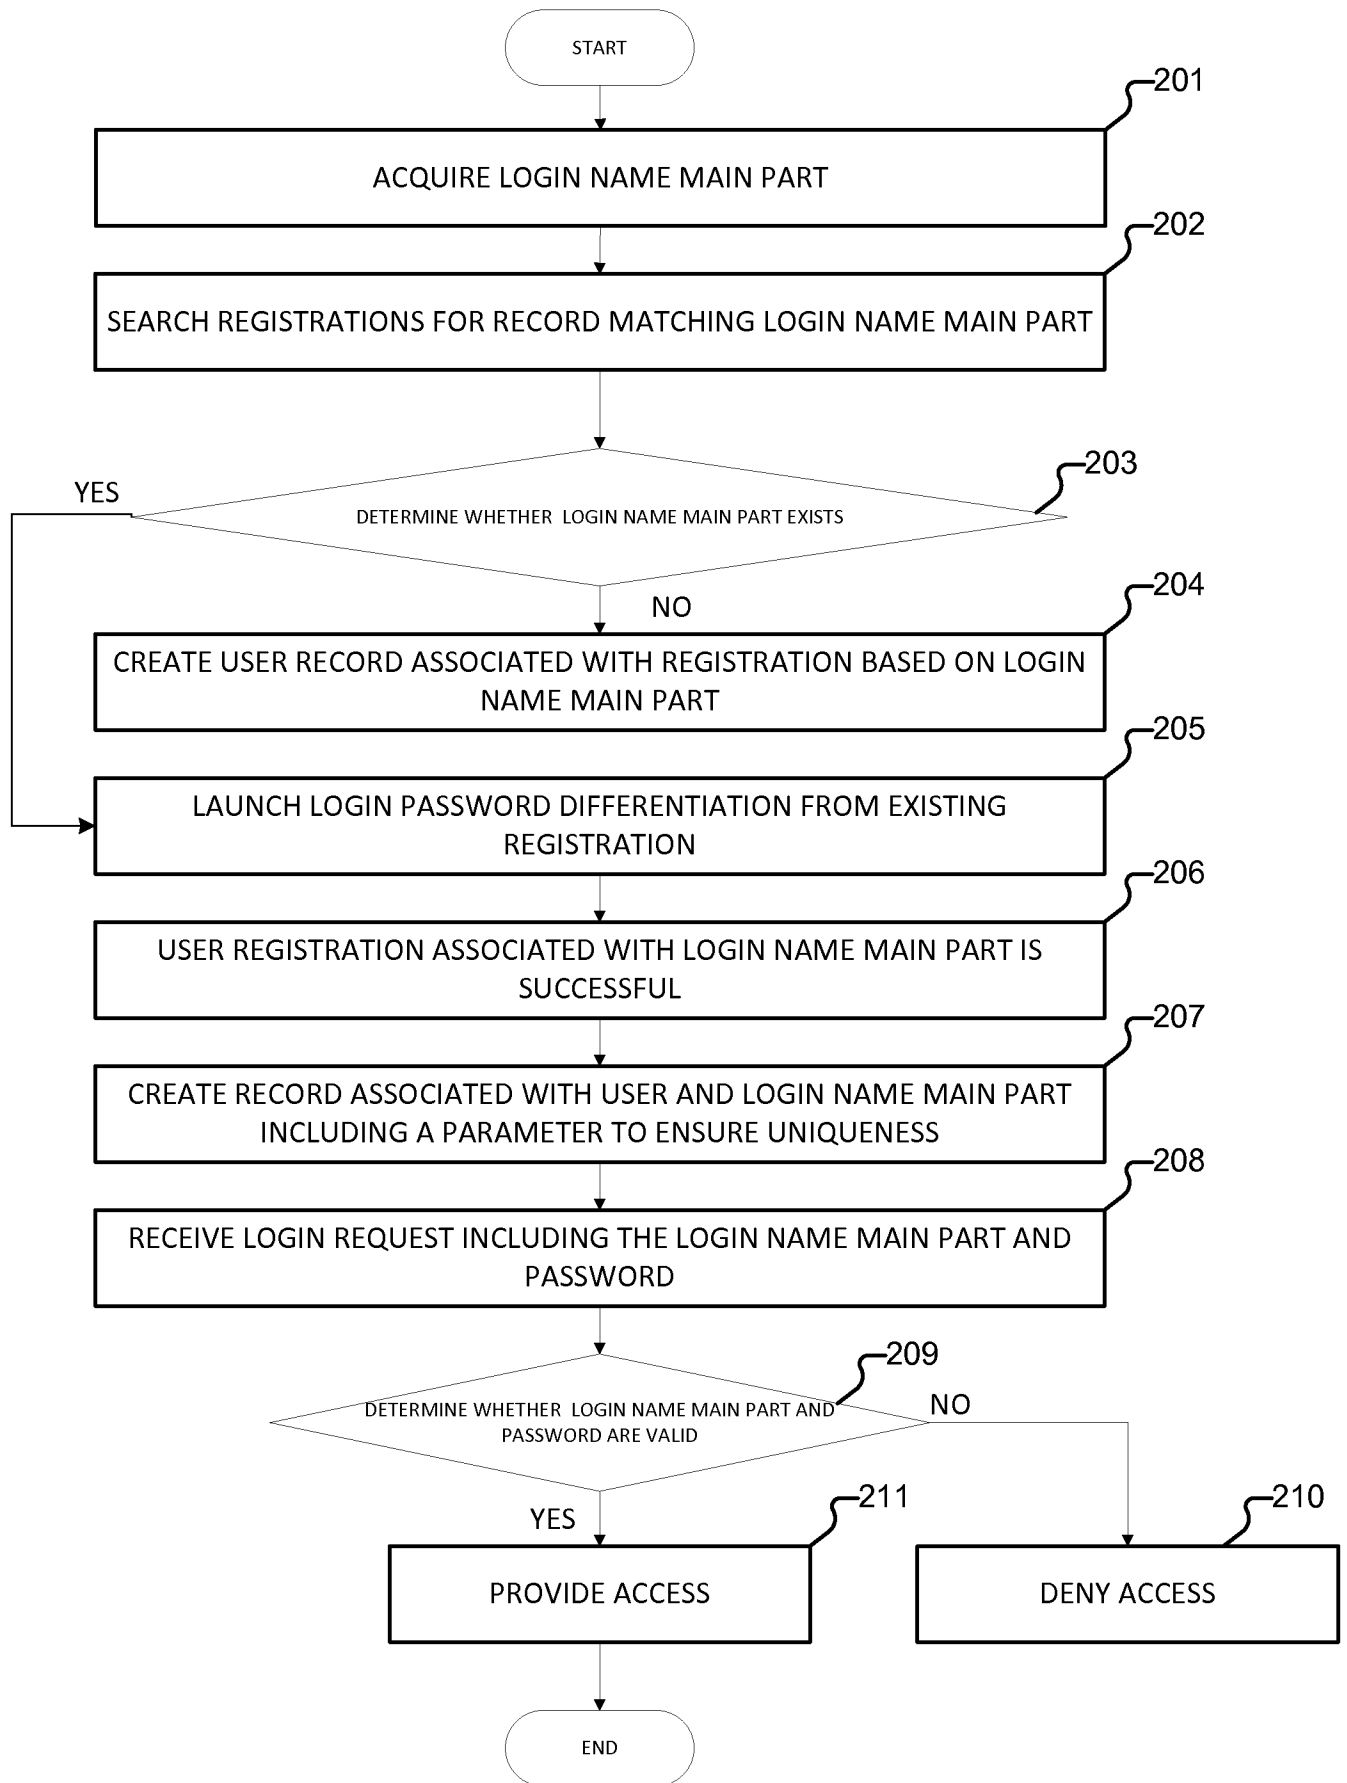 START
201
ACQUIRE LOGIN NAME MAIN PART
202
SEARCH REGISTRATIONS FOR RECORD MATCHING LOGIN NAME MAIN PART
203
YES
DETERMINE WHETHER LOGIN NAME MAIN PART EXISTS
NO
204
CREATE USER RECORD ASSOCIATED WITH REGISTRATION BASED ON LOGIN
NAME MAIN PART
205
LAUNCH LOGIN PASSWORD DIFFERENTIATION FROM EXISTING
REGISTRATION
206
USER REGISTRATION ASSOCIATED WITH LOGIN NAME MAIN PART IS
SUCCESSFUL
207
CREATE RECORD ASSOCIATED WITH USER AND LOGIN NAME MAIN PART
INCLUDING A PARAMETER TO ENSURE UNIQUENESS
208
RECEIVE LOGIN REQUEST INCLUDING THE LOGIN NAME MAIN PART AND
PASSWORD
209
DETERMINE WHETHER LOGIN NAME MAIN PART AND
PASSWORD ARE VALID
NO
YES
211
210
PROVIDE ACCESS
DENY ACCESS
END